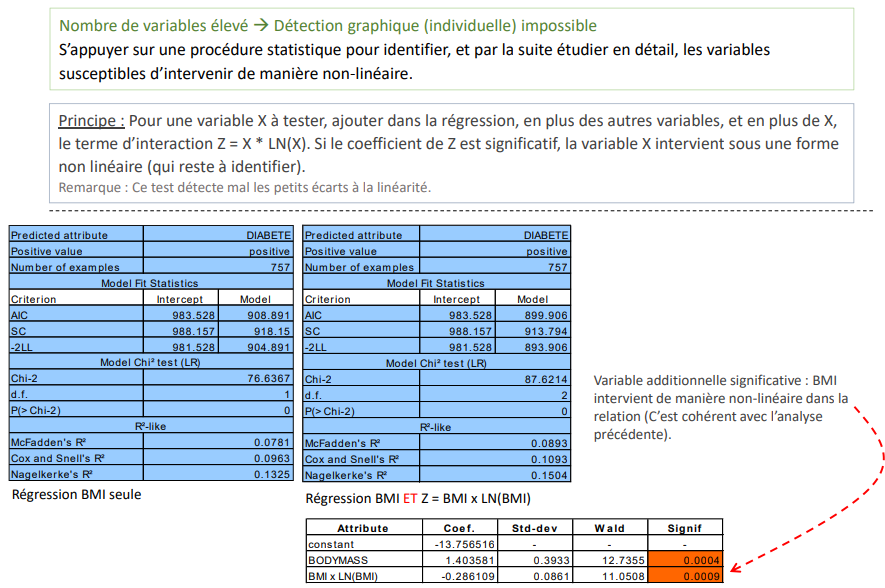 Nombre de variables élevé → Détection graphique (individuelle) impossible
S'appuyer sur une procédure statistique pour identifier, et par la suite étudier en détail, les variables
susceptibles d'intervenir de manière non-linéaire.
Principe : Pour une variable X à tester, ajouter dans la régression, en plus des autres variables, et en plus de X,
le terme d'interaction Z = X * LN(X). Si le coefficient de Z est significatif, la variable X intervient sous une forme
non linéaire (qui reste à identifier).
Remarque : Ce test détecte mal les petits écarts à la linéarité.
Predicted attribute DIABETE
Positive value positive
Number of examples 757
Model Fit Statistics
Criterion Intercept Model
AIC 983.528 908.891
SC 988.157 918.15
-2LL 981.528 904.891
Model Chi² test (LR)
Chi-2 76.6367
d.f. 1
P(> Chi-2) 0
R²-like
McFadden's R² 0.0781
Cox and Snell's R² 0.0963
Nagelkerke's R² 0.1325
Régression BMI seule
Predicted attribute DIABETE
Positive value positive
Number of examples 757
Model Fit Statistics
Criterion Intercept Model
AIC 983.528 899.906
SC 988.157 913.794
-2LL 981.528 893.906
Model Chi² test (LR)
Chi-2 87.6214
d.f. 2
P(> Chi-2) 0
R²-like
McFadden's R² 0.0893
Cox and Snell's R² 0.1093
Nagelkerke's R² 0.1504
Régression BMI ET Z = BMI x LN(BMI)
Variable additionnelle significative : BMI
intervient de manière non-linéaire dans la
relation (C'est cohérent avec l'analyse
précédente).
Attribute Coef. Std-dev Wald Signif
constant -13.756516 - - -
BODYMASS 1.403581 0.3933 12.7355 0.0004
BMI x LN(BMI) -0.286109 0.0861 11.0508 0.0009